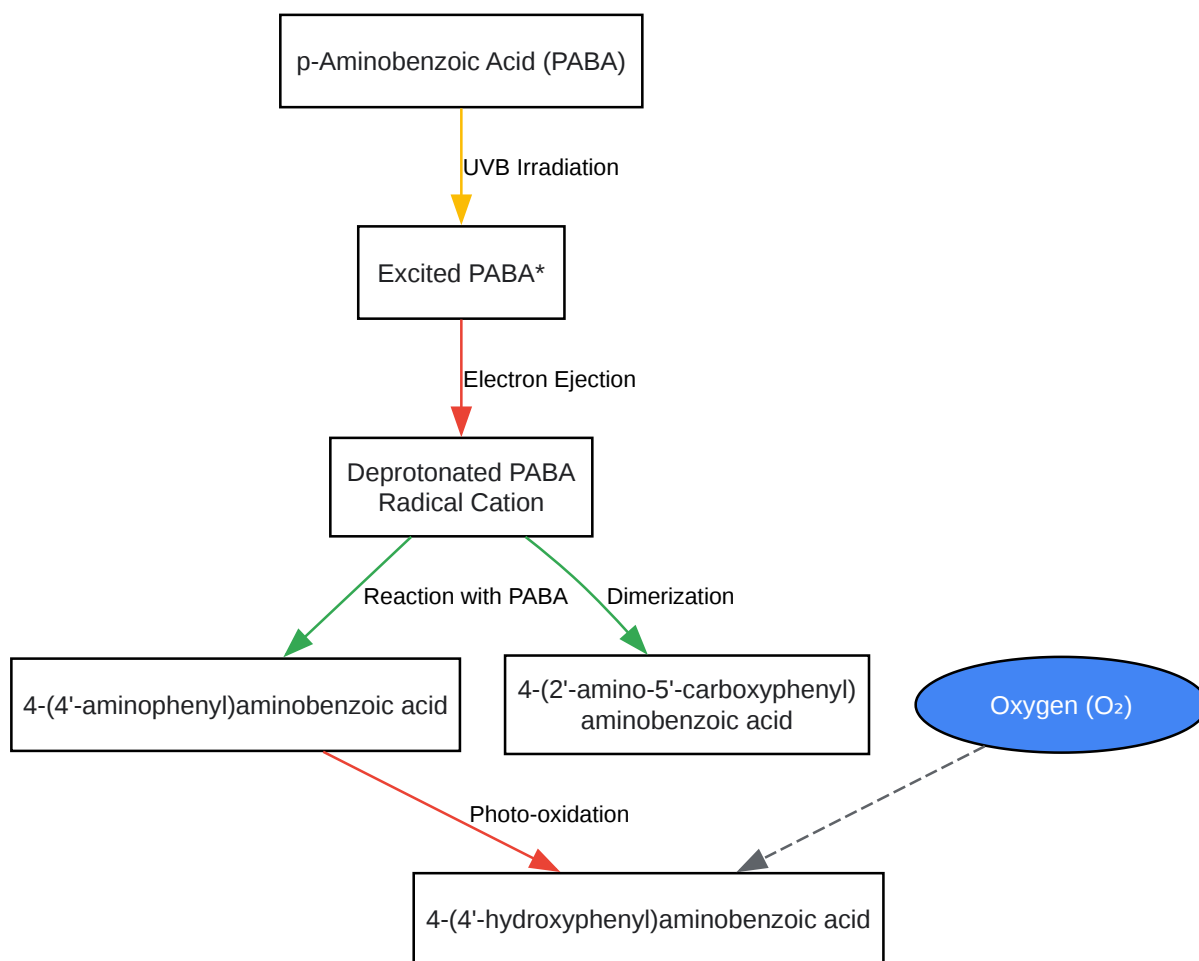 p-Aminobenzoic Acid (PABA)
UVB Irradiation
Excited PABA*
Electron Ejection
Deprotonated PABA
Radical Cation
Reaction with PABA
Dimerization
4-(4'-aminophenyl)aminobenzoic acid
4-(2'-amino-5'-carboxyphenyl)
aminobenzoic acid
Oxygen (O₂)
Photo-oxidation
4-(4'-hydroxyphenyl)aminobenzoic acid